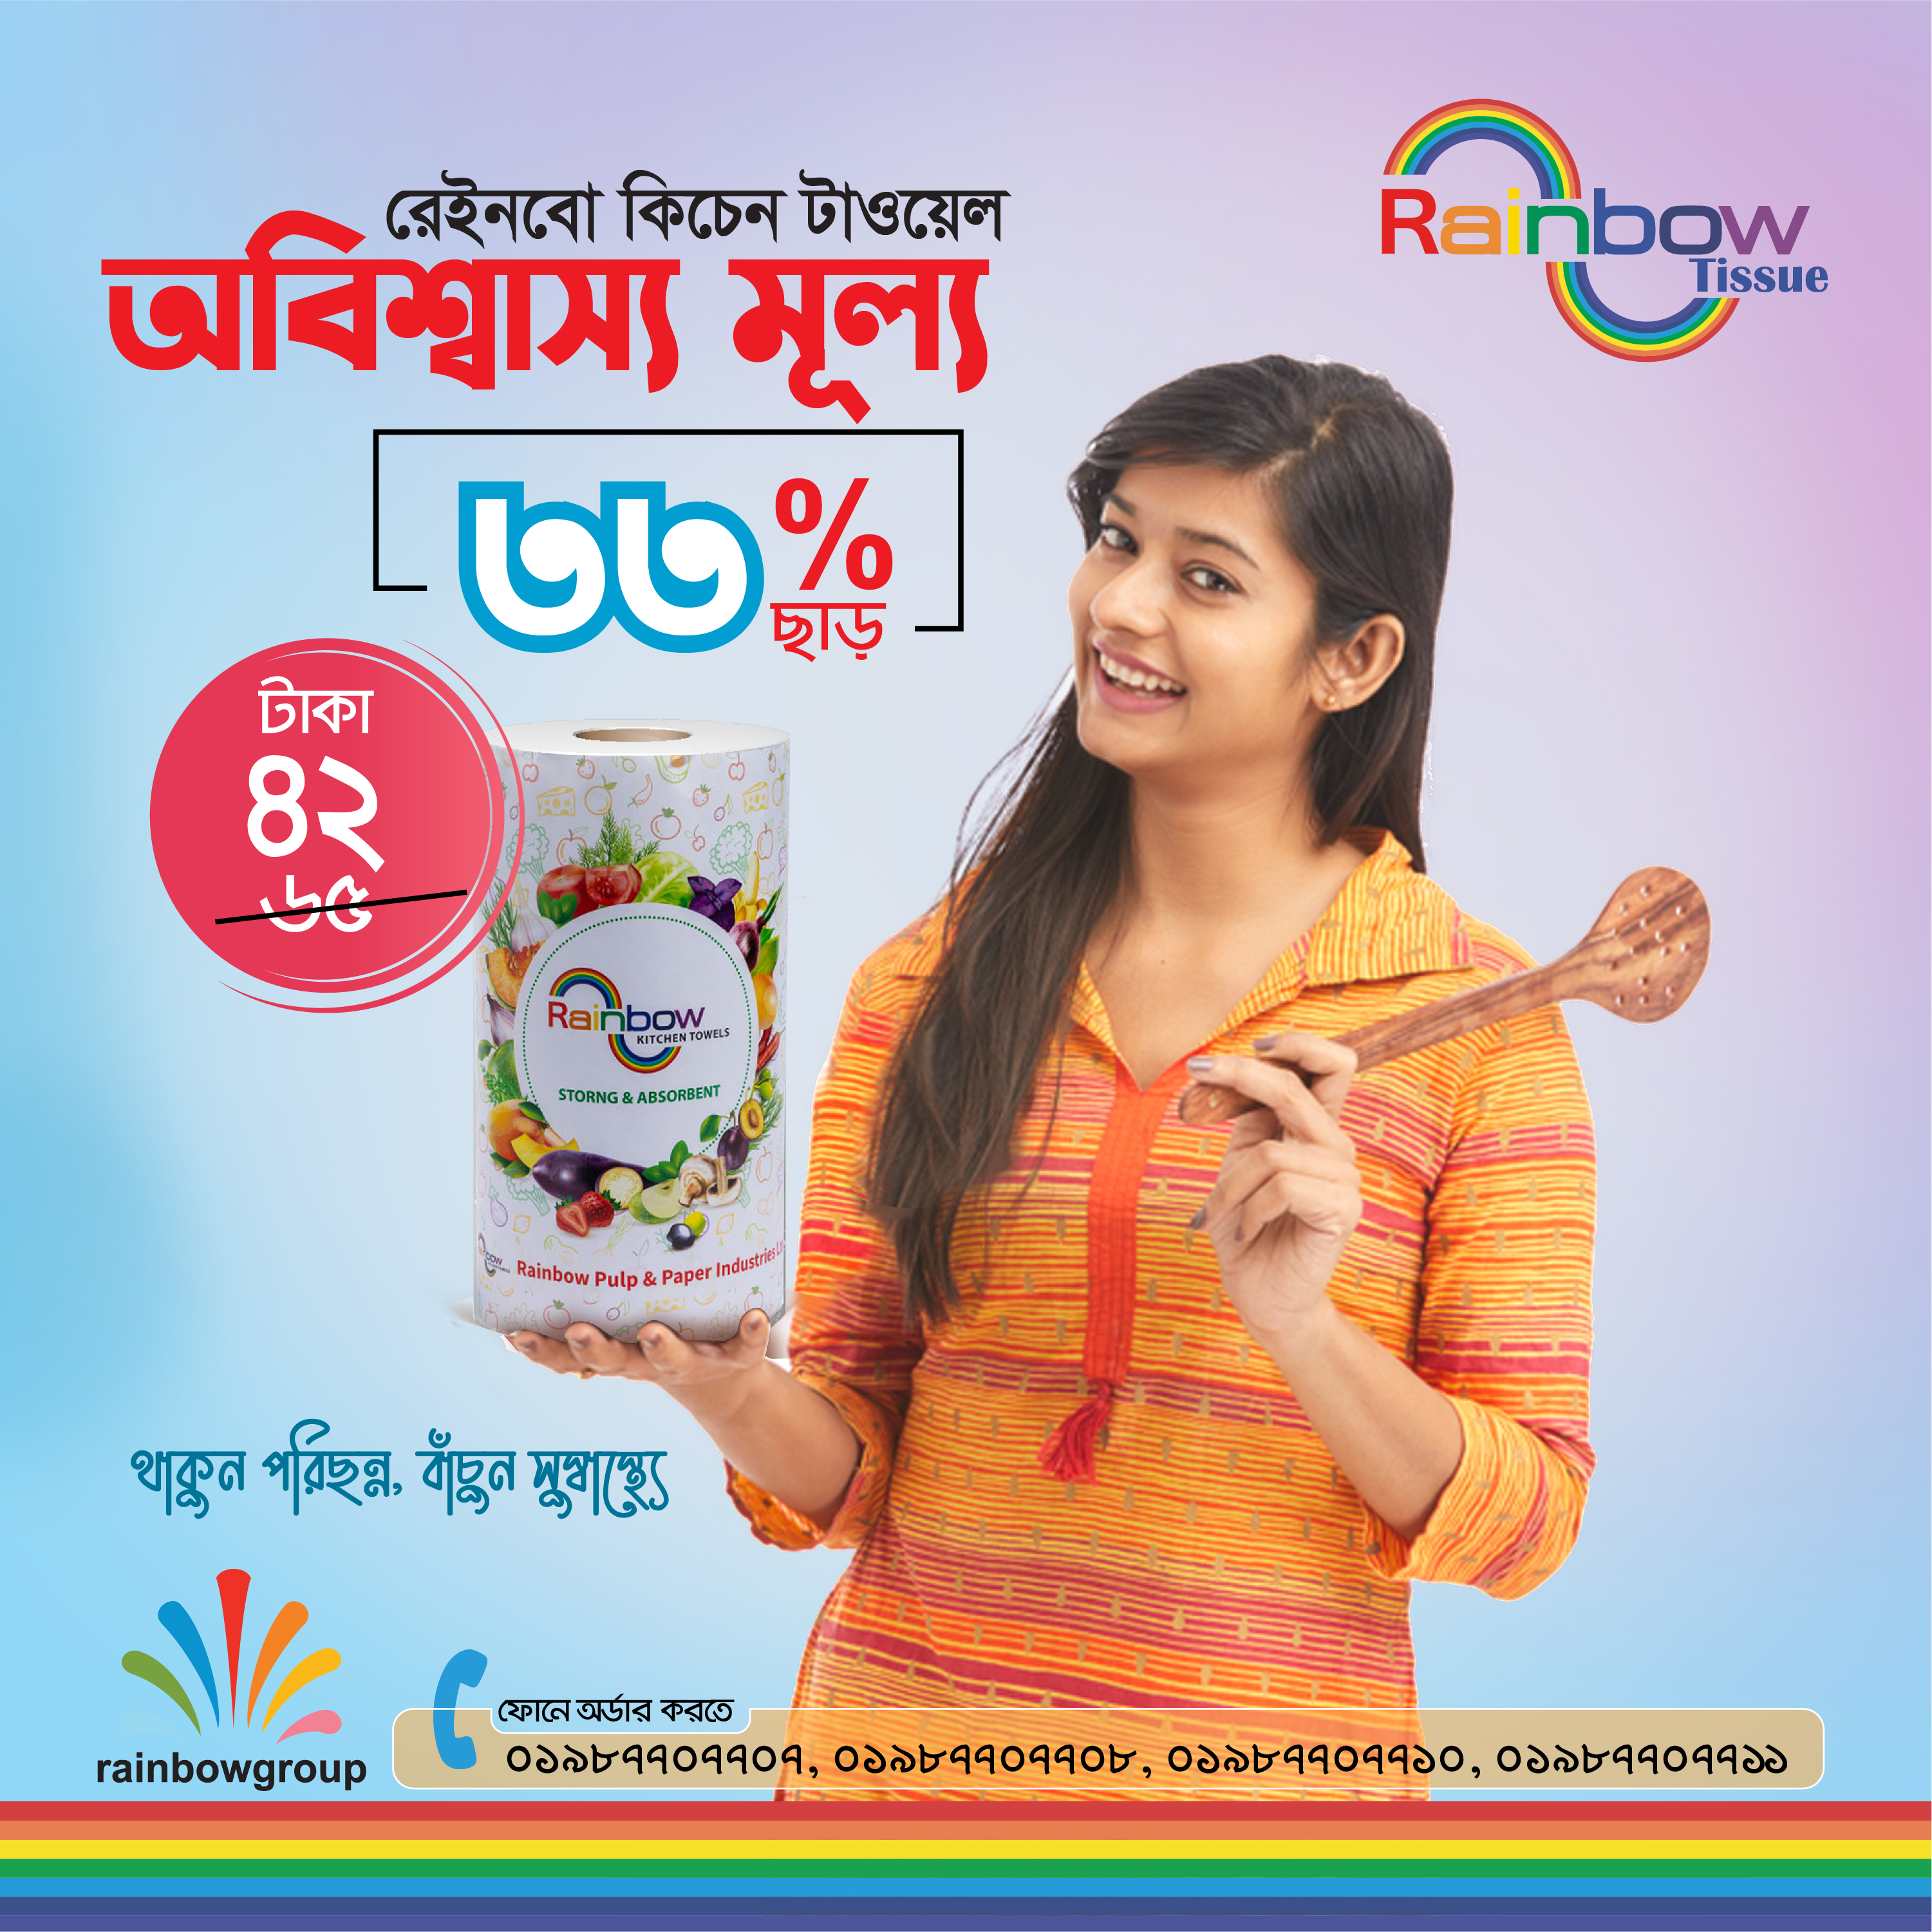 রেইনবো কিচেন টাওয়েল
অবিশ্বাস্য মূল্য
Rainbow
Tissue
৩৩%
ছাড়
টাকা
৪২
৬৫
Rainbow
KITCHEN TOWELS
STORNG & ABSORBENT
Rainbow Pulp & Paper Industries
থাকুন পরিছন্ন, বাঁচুন সুস্বাস্থ্যে
rainbowgroup
ফোনে অর্ডার করতে
০১৯৮৭৭০৭৭০৭, ০১৯৮৭৭০৭৭০৮, ০১৯৮৭৭০৭৭১০, ০১৯৮৭৭০৭৭১১